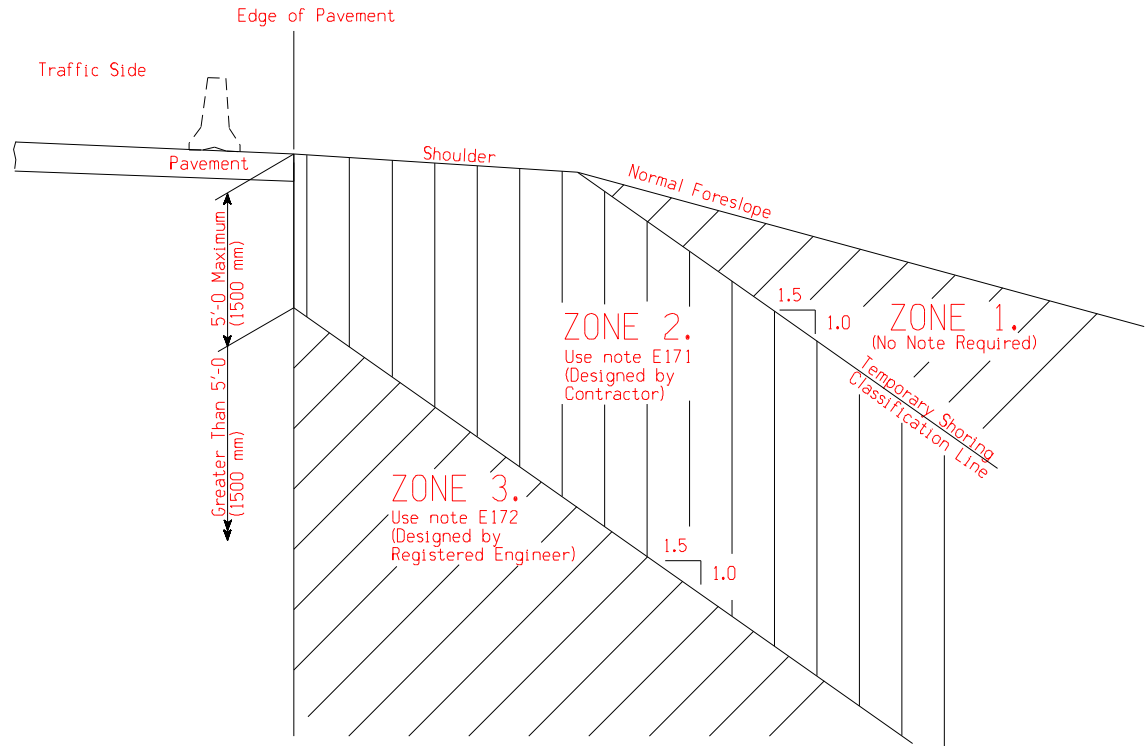 Edge of Pavement
Traffic Side
Pavement
Shoulder
Normal Foreslope
5'-0 Maximum
(1500 mm)
Greater Than 5'-0
(1500 mm)
1.5
1.0
ZONE 1.
(No Note Required)
ZONE 2.
Use note E171
(Designed by
Contractor)
Temporary Shoring
Classification Line
ZONE 3.
Use note E172
(Designed by
Registered Engineer)
1.5
1.0